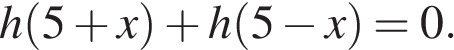 h(5 + x) + h(5 − x) = 0.